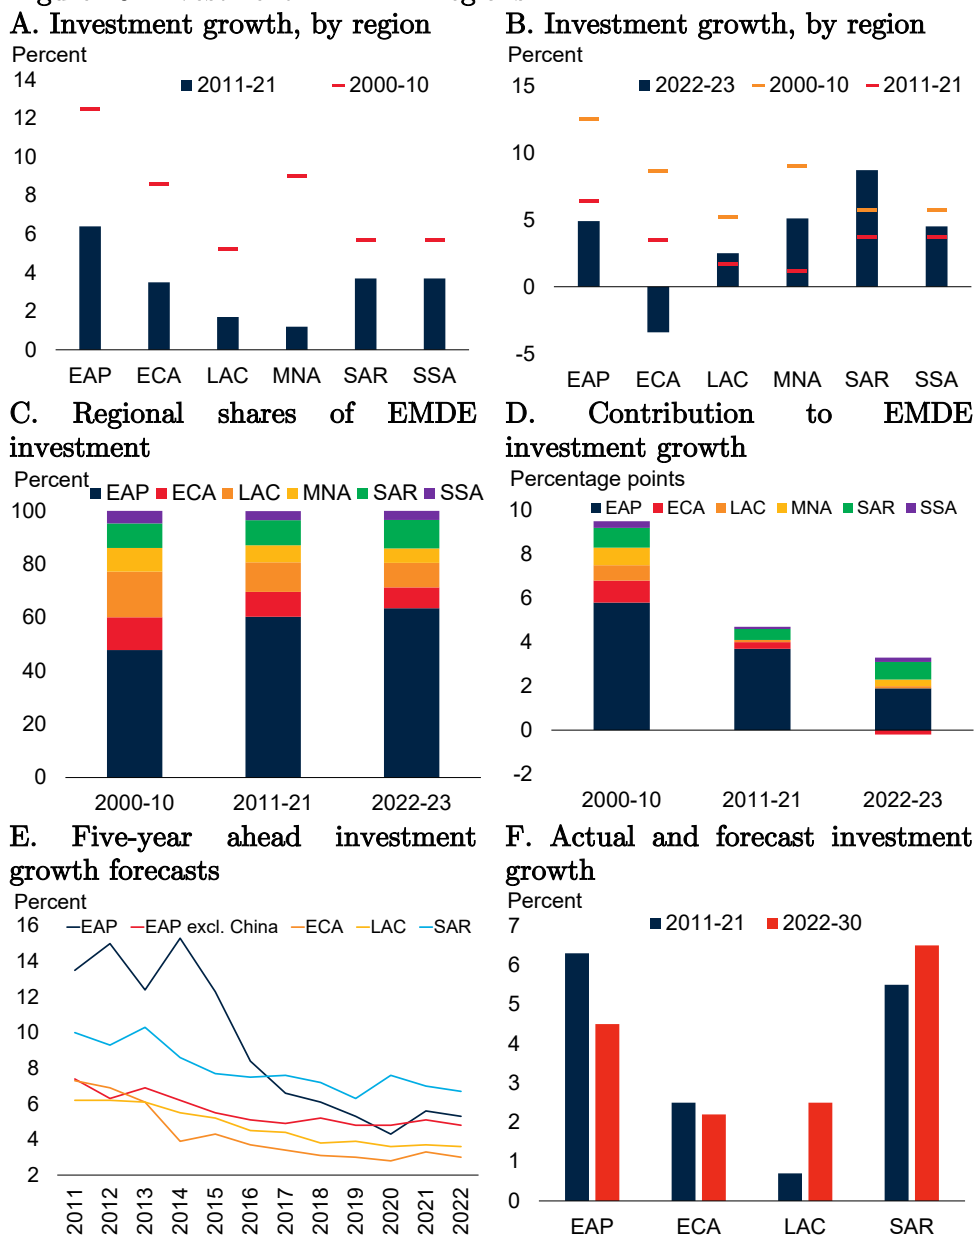 A. Investment growth, by region
Percent
2011-21 2000-10
14
12
10
8
6
4
2
0
EAP ECA LAC MNA SAR SSA
B. Investment growth, by region
Percent
2022-23 2000-10 2011-21
15
10
5
0
-5
EAP ECA LAC MNA SAR SSA
C. Regional shares of EMDE
investment
Percent
EAP ECA LAC MNA SAR SSA
100
80
60
40
20
0
2000-10 2011-21 2022-23
D. Contribution to EMDE
investment growth
Percentage points
EAP ECA LAC MNA SAR SSA
10
8
6
4
2
0
-2
2000-10 2011-21 2022-23
E. Five-year ahead investment
growth forecasts
Percent
EAP EAP excl. China ECA LAC SAR
16
14
12
10
8
6
4
2
2011 2012 2013 2014 2015 2016 2017 2018 2019 2020 2021 2022
F. Actual and forecast investment
growth
Percent
2011-21 2022-30
7
6
5
4
3
2
1
0
EAP ECA LAC SAR